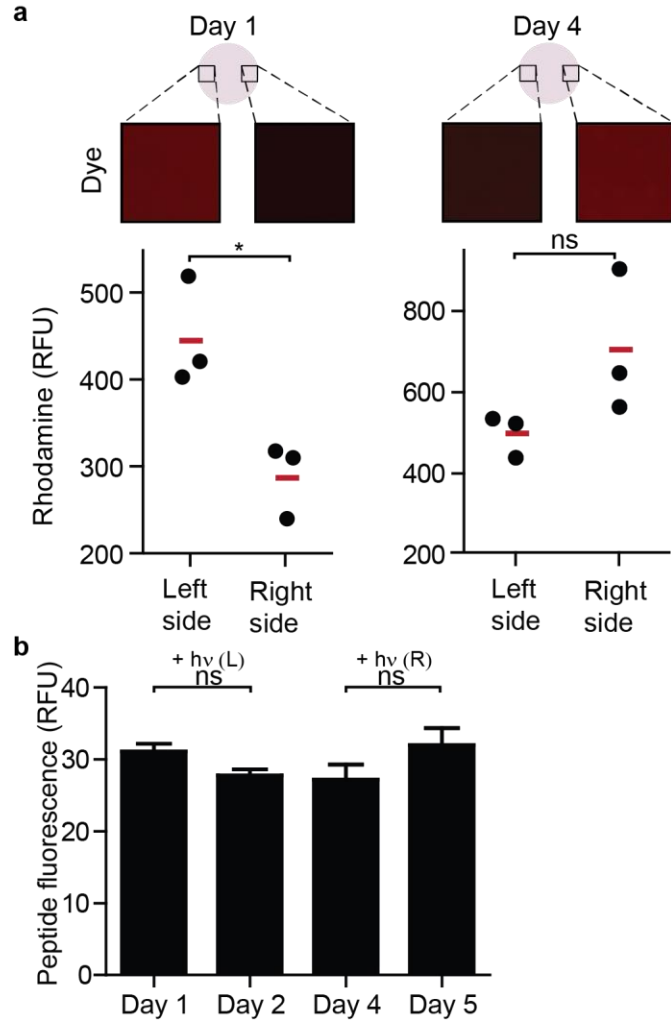 a
Day 1
Day 4
Dye
*
ns
Rhodamine (RFU)
500
400
300
200
800
600
400
200
Left side
Right side
Left side
Right side
b
+ hν (L)
ns
+ hν (R)
ns
Peptide fluorescence (RFU)
40
30
20
10
0
Day 1
Day 2
Day 4
Day 5